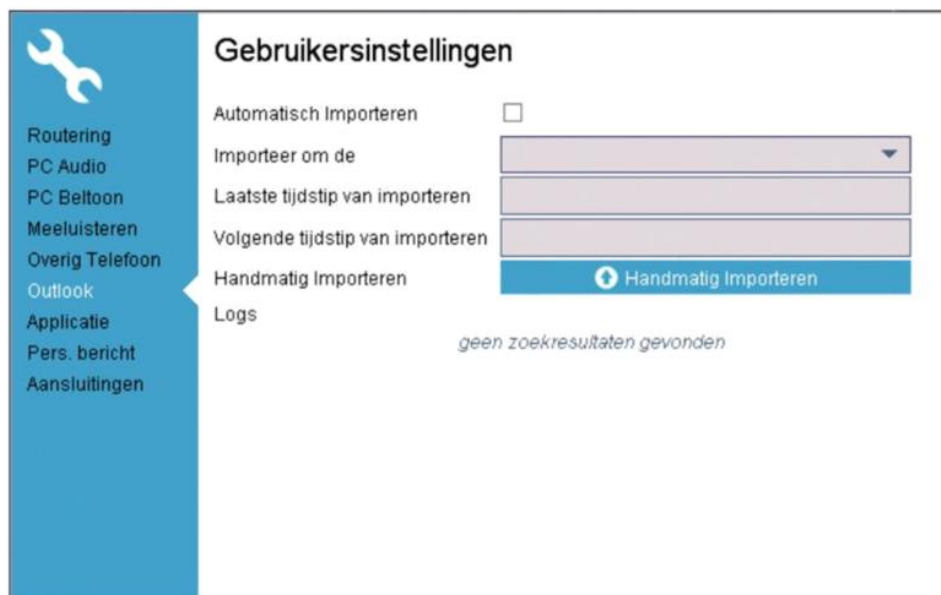 Gebruikersinstellingen
Routering
PC Audio
PC Beltoon
Meeluisteren
Overig Telefoon
Outlook
Applicatie
Pers. bericht
Aansluitingen
Automatisch Importeren
Importeer om de
Laatste tijdstip van importeren
Volgende tijdstip van importeren
Handmatig Importeren
Handmatig Importeren
Logs
geen zoekresultaten gevonden